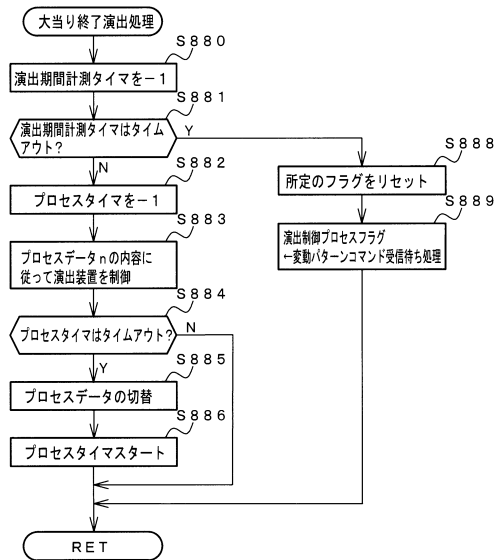 大当り終了演出処理
S880
演出期間計測タイマを−1
S881
演出期間計測タイマはタイム
アウト?
Y
N
S882
プロセスタイマを−1
S883
プロセスデータnの内容に
従って演出装置を制御
S884
プロセスタイマはタイムアウト?
N
Y
S885
プロセスデータの切替
S886
プロセスタイマスタート
S888
所定のフラグをリセット
S889
演出制御プロセスフラグ
←変動パターンコマンド受信待ち処理
RET